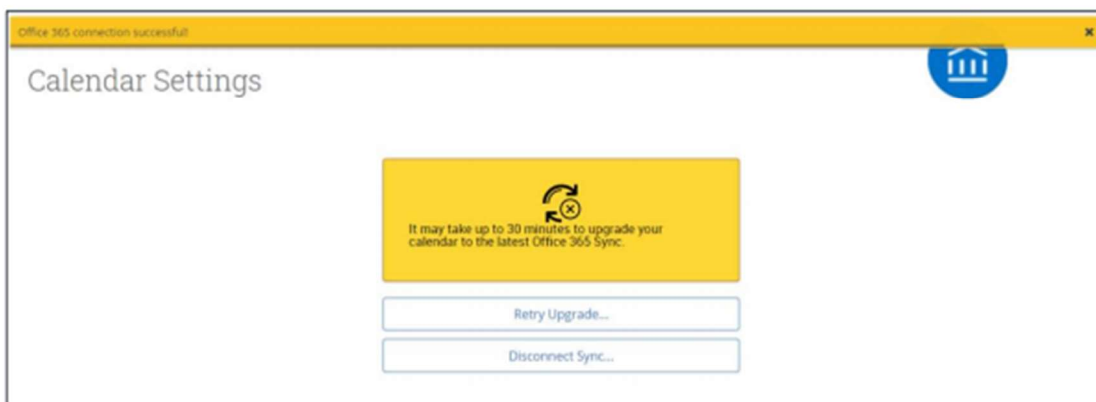 Office 365 connection successful!
Calendar Settings
It may take up to 30 minutes to upgrade your
calendar to the latest Office 365 Sync.
Retry Upgrade...
Disconnect Sync...